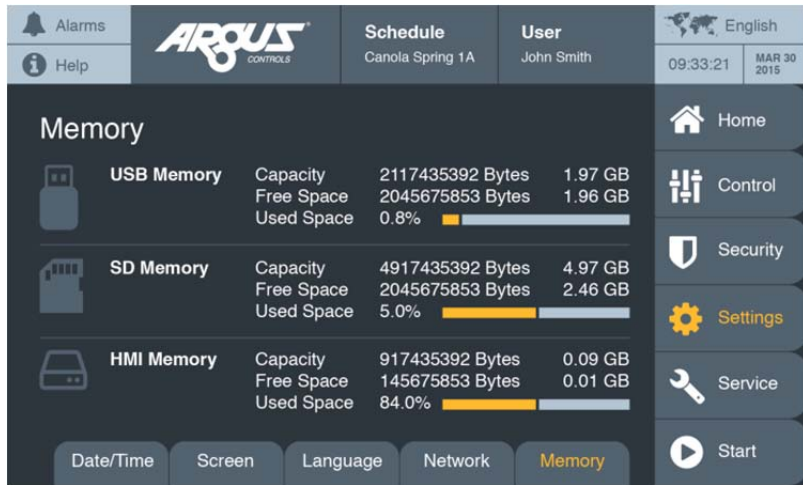 Alarms
Help
ARGUS
CONTROLS
Schedule
Canola Spring 1A
User
John Smith
English
09:33:21
MAR 30
2015
Memory
USB Memory Capacity 2117435392 Bytes 1.97 GB
Free Space 2045675853 Bytes 1.96 GB
Used Space 0.8%
SD Memory Capacity 4917435392 Bytes 4.97 GB
Free Space 2045675853 Bytes 2.46 GB
Used Space 5.0%
HMI Memory Capacity 917435392 Bytes 0.09 GB
Free Space 145675853 Bytes 0.01 GB
Used Space 84.0%
Home
Control
Security
Settings
Service
Start
Date/Time Screen Language Network Memory